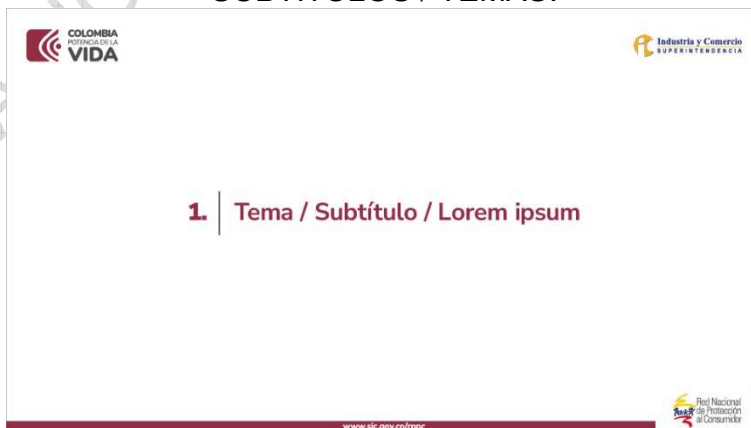 SUBTÍTULOS / TEMAS:
COLOMBIA
POTENCIA DE LA
VIDA
Industria y Comercio
SUPERINTENDENCIA
1. Tema / Subtítulo / Lorem ipsum
Red Nacional
de Protección
al Consumidor
www.sic.gov.co/rnpc